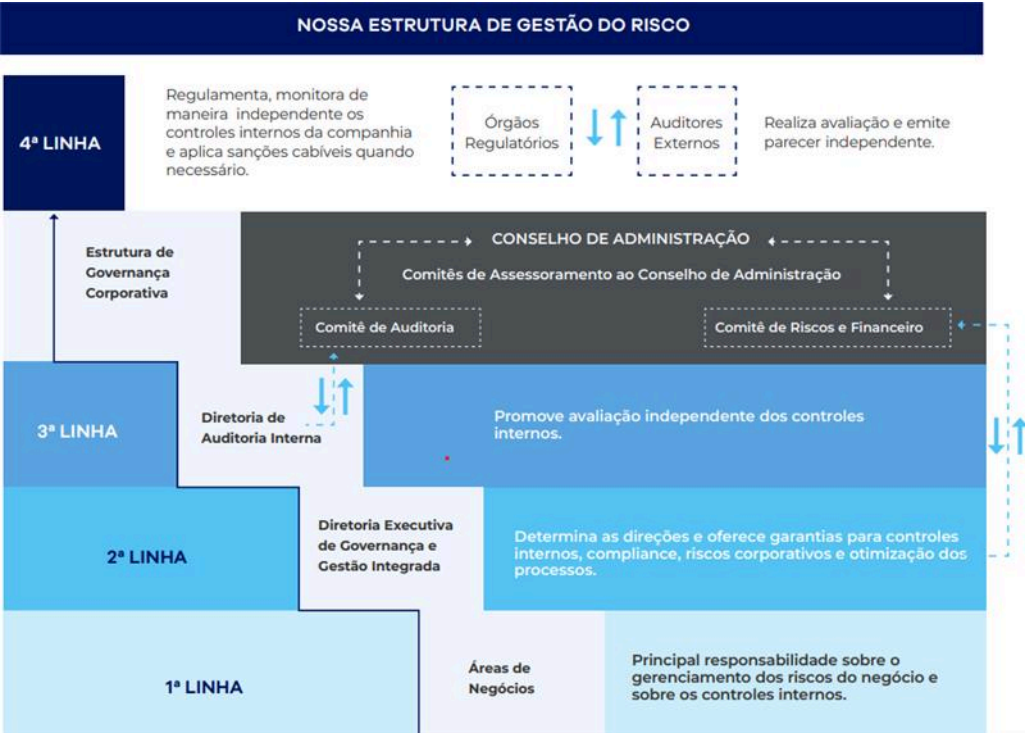 NOSSA ESTRUTURA DE GESTÃO DO RISCO
4ª LINHA
Regulamenta, monitora de
maneira independente os
controles internos da companhia
e aplica sanções cabíveis quando
necessário.
Órgãos
Regulatórios
Auditores
Externos
Realiza avaliação e emite
parecer independente.
Estrutura de
Governança
Corporativa
CONSELHO DE ADMINISTRAÇÃO
Comitês de Assessoramento ao Conselho de Administração
Comitê de Auditoria
Comitê de Riscos e Financeiro
3ª LINHA
Diretoria de
Auditoria Interna
Promove avaliação independente dos controles
internos.
2ª LINHA
Diretoria Executiva
de Governança e
Gestão Integrada
Determina as direções e oferece garantias para controles
internos, compliance, riscos corporativos e otimização dos
processos.
1ª LINHA
Áreas de
Negócios
Principal responsabilidade sobre o
gerenciamento dos riscos do negócio e
sobre os controles internos.